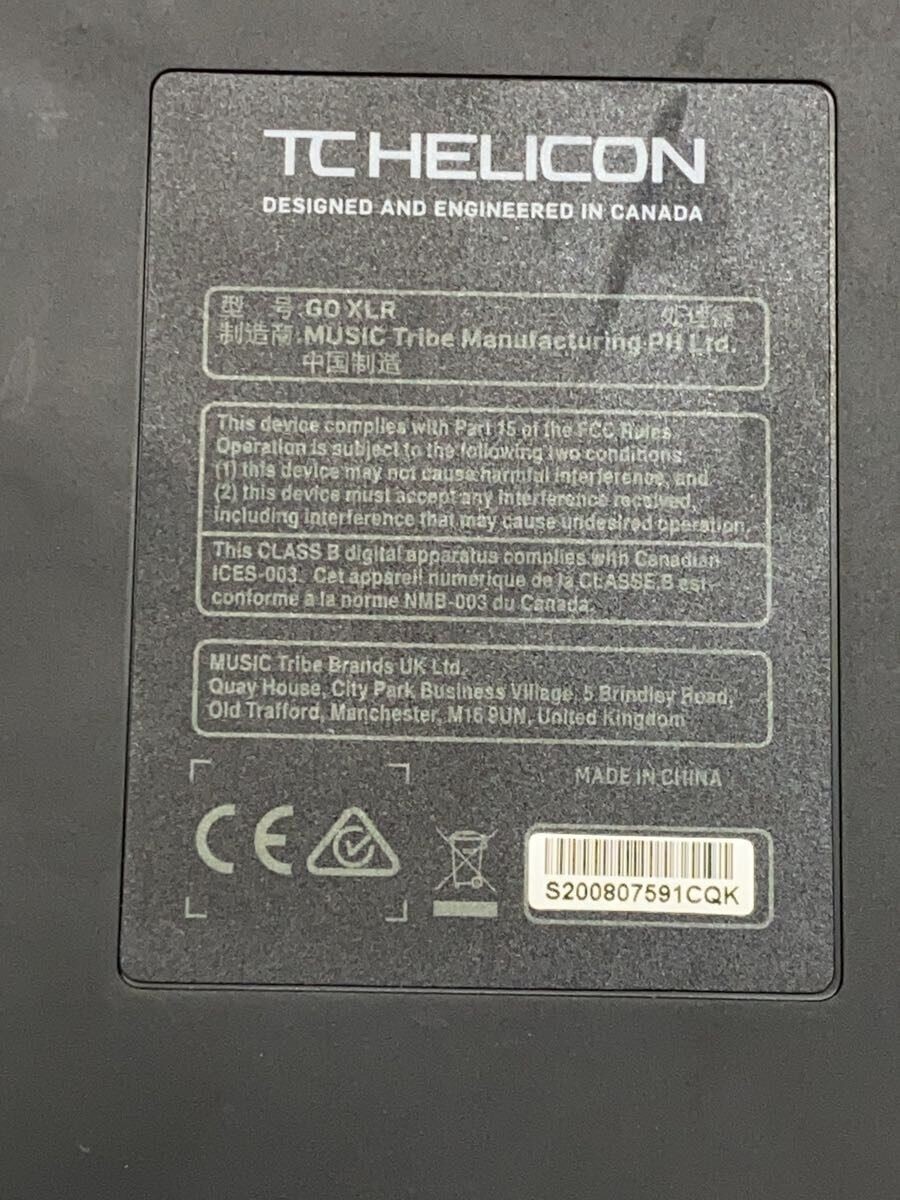 TC HELICON
DESIGNED AND ENGINEERED IN CANADA
型 号: GO XLR 处理器
制造商: MUSIC Tribe Manufacturing PH Ltd.
中国制造
This device complies with Part 15 of the FCC Rules
Operation is subject to the following two conditions:
(1) this device may not cause harmful interference, and
(2) this device must accept any interference received,
including interference that may cause undesired operation.
This CLASS B digital apparatus complies with Canadian
ICES-003. Cet appareil numérique de la CLASSE B est
conforme à la norme NMB-003 du Canada.
MUSIC Tribe Brands UK Ltd.
Quay House, City Park Business Village, 5 Brindley Road,
Old Trafford, Manchester, M16 9UN, United Kingdom
MADE IN CHINA
CE
S200807591CQK